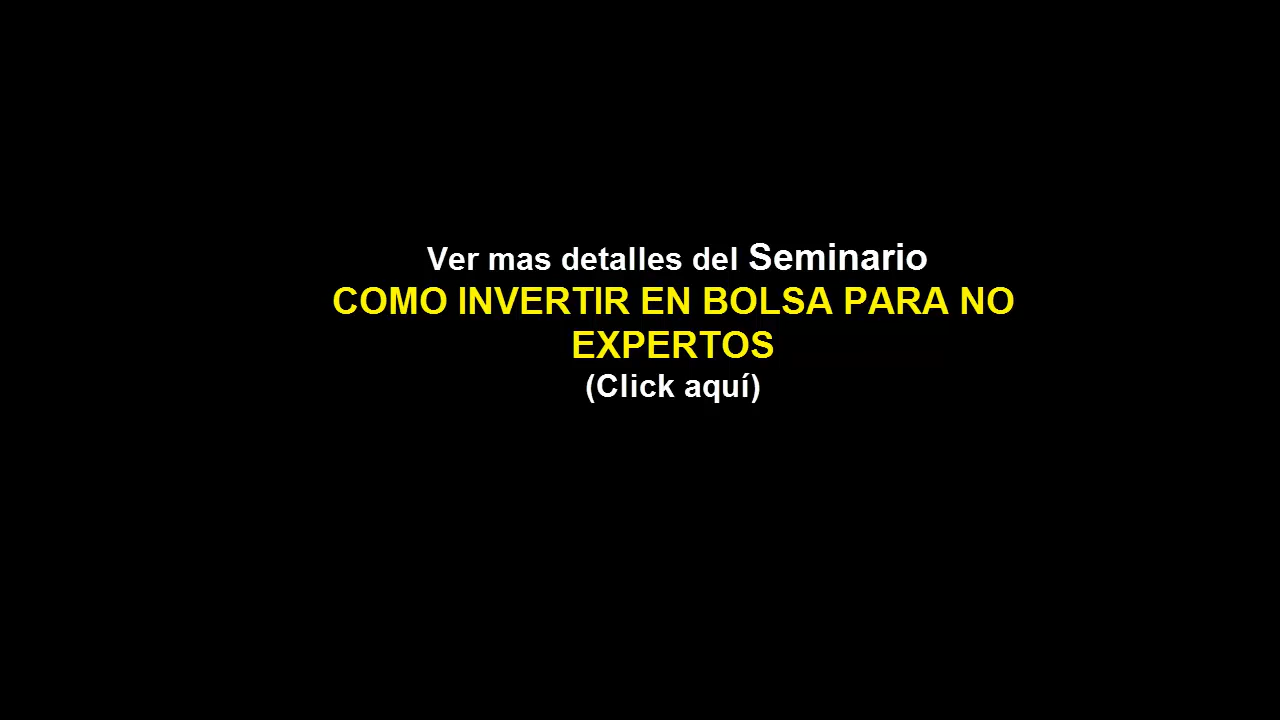 Ver mas detalles del Seminario
COMO INVERTIR EN BOLSA PARA NO
EXPERTOS
(Click aquí)